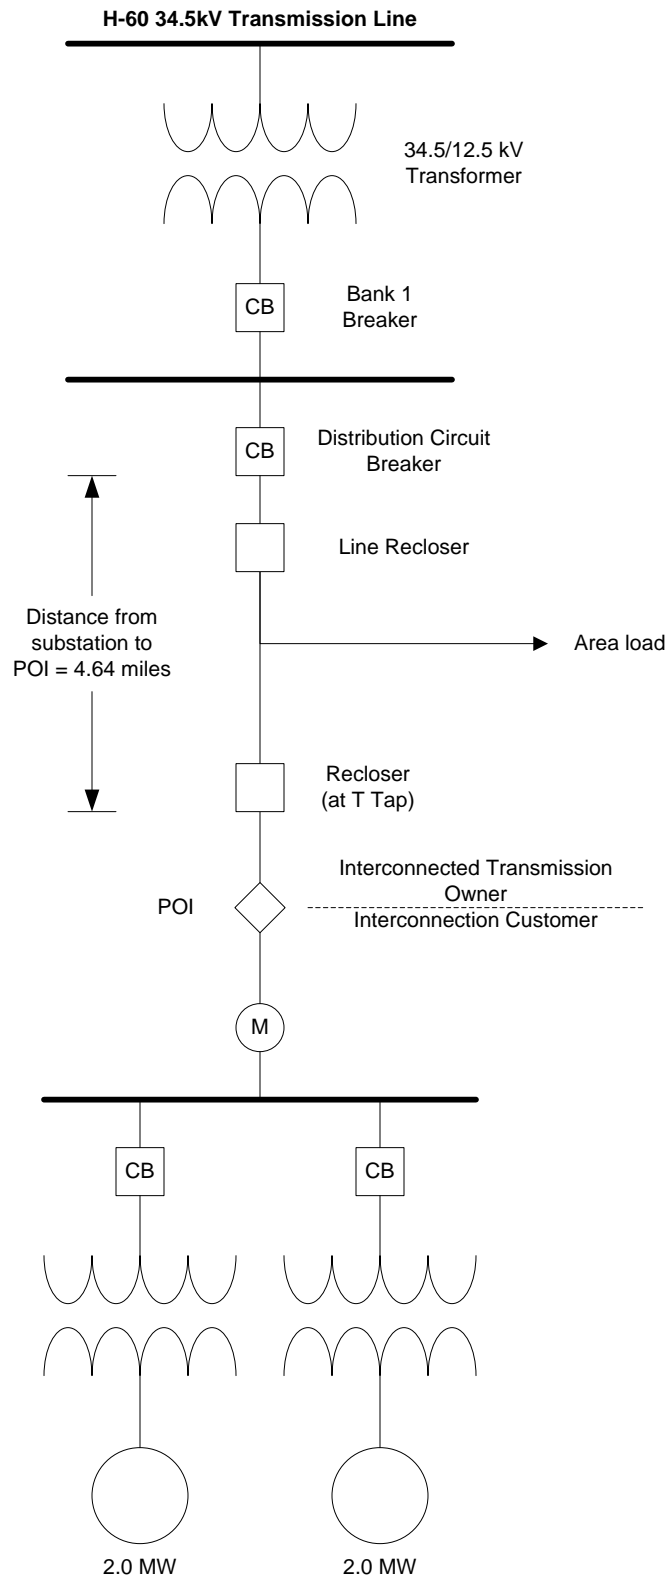 H-60 34.5kV Transmission Line
34.5/12.5 kV
Transformer
CB
Bank 1
Breaker
CB
Distribution Circuit
Breaker
Line Recloser
Distance from
substation to
POI = 4.64 miles
Area load
Recloser
(at T Tap)
POI
Interconnected Transmission
Owner
Interconnection Customer
M
CB
CB
2.0 MW
2.0 MW